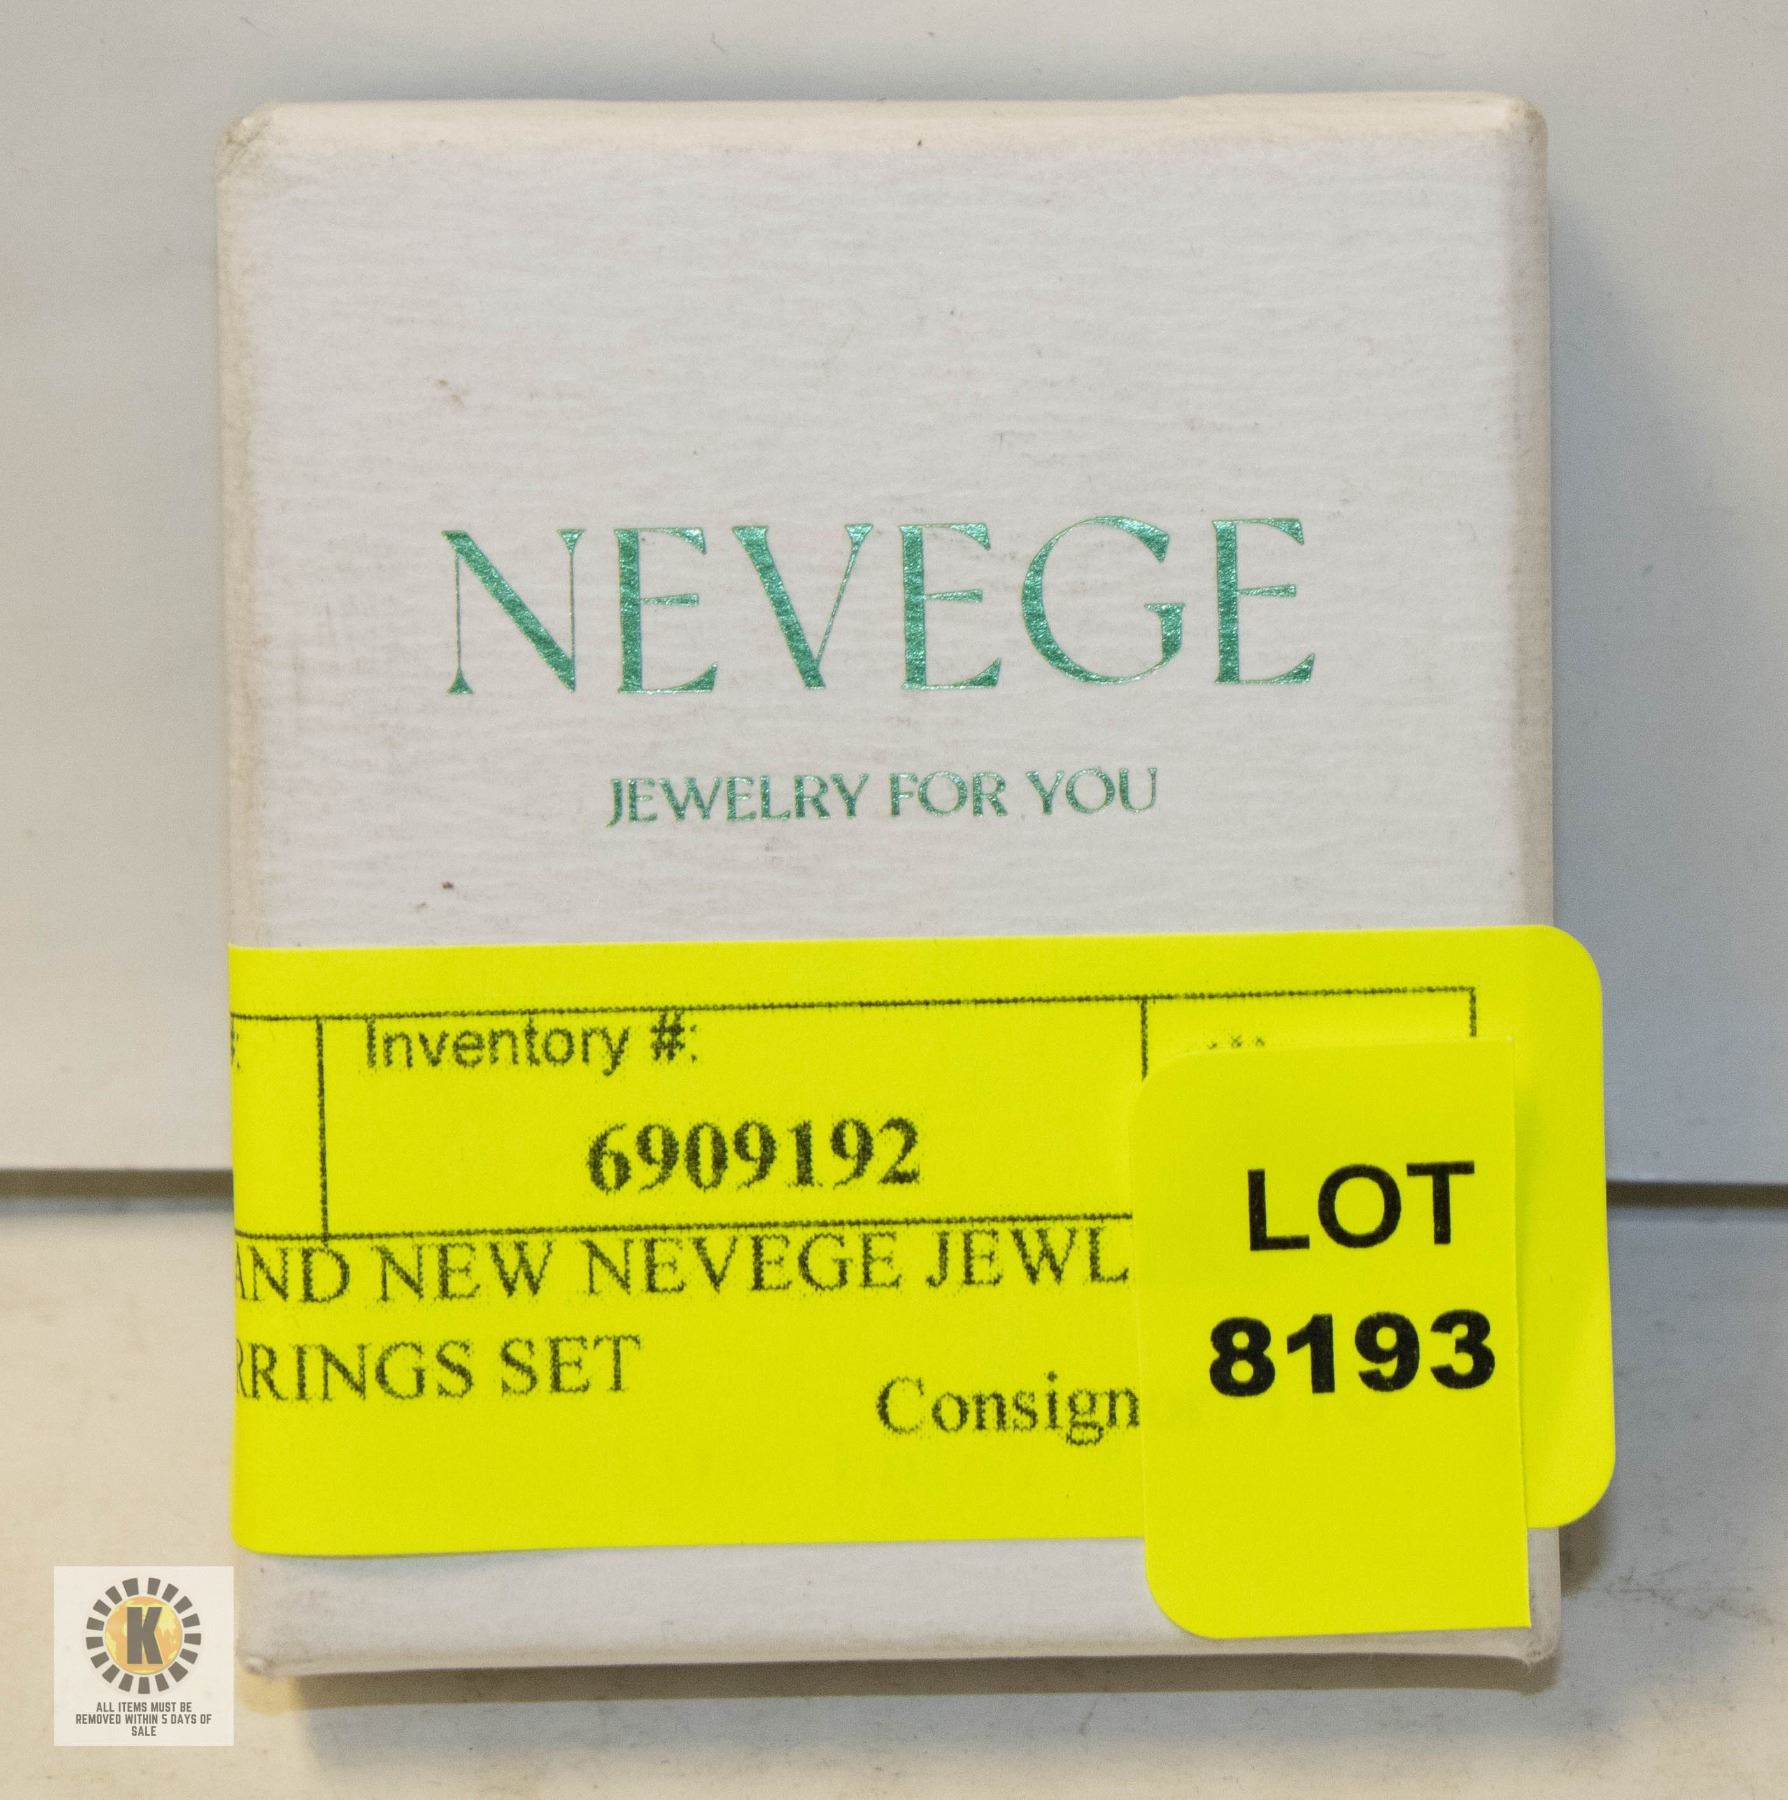 NEVEGE
JEWELRY FOR YOU
Inventory #:
6909192
AND NEW NEVEGE JEWL
RRINGS SET
Consign
LOT
8193
K
ALL ITEMS MUST BE
REMOVED WITHIN 5 DAYS OF
SALE